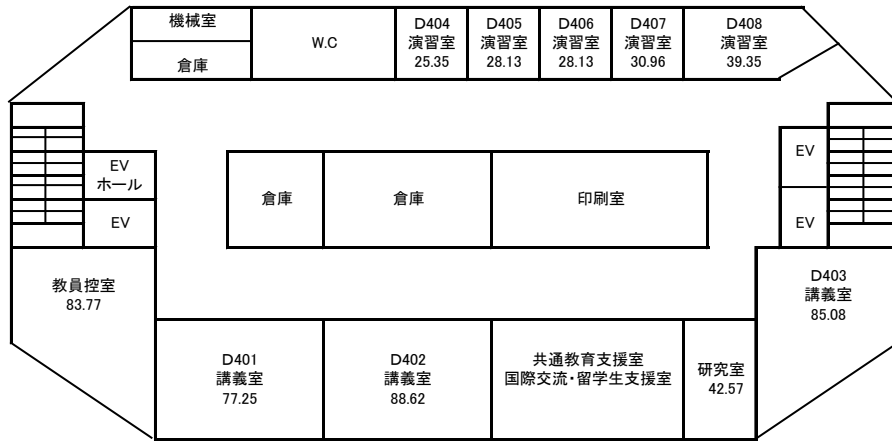 機械室
倉庫
W.C
D404
演習室
25.35
D405
演習室
28.13
D406
演習室
28.13
D407
演習室
30.96
D408
演習室
39.35
EV
ホール
EV
倉庫
倉庫
印刷室
EV
EV
教員控室
83.77
D401
講義室
77.25
D402
講義室
88.62
共通教育支援室
国際交流・留学生支援室
研究室
42.57
D403
講義室
85.08